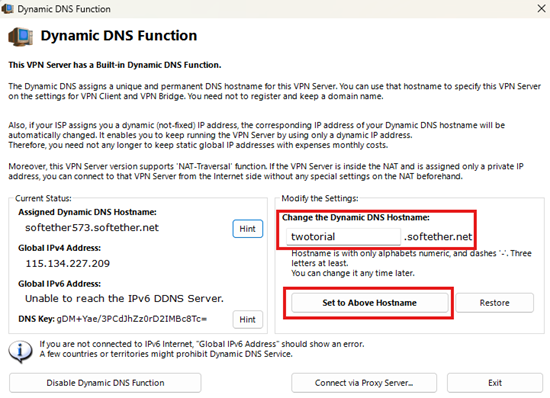 Dynamic DNS Function
Dynamic DNS Function
This VPN Server has a Built-in Dynamic DNS Function.
The Dynamic DNS assigns a unique and permanent DNS hostname for this VPN Server. You can use that hostname to specify this VPN Server
on the settings for VPN Client and VPN Bridge. You need not to register and keep a domain name.
Also, if your ISP assigns you a dynamic (not-fixed) IP address, the corresponding IP address of your Dynamic DNS hostname will be
automatically changed. It enables you to keep running the VPN Server by using only a dynamic IP address.
Therefore, you need not any longer to keep static global IP addresses with expenses monthly costs.
Moreover, this VPN Server version supports 'NAT-Traversal' function. If the VPN Server is inside the NAT and is assigned only a private IP
address, you can connect to that VPN Server from the Internet side without any special settings on the NAT beforehand.
Current Status:
Assigned Dynamic DNS Hostname:
softether573.softether.net
Hint
Global IPv4 Address:
115.134.227.209
Global IPv6 Address:
Unable to reach the IPv6 DDNS Server.
DNS Key: gDM+Yae/3PCdJhZz0rD2IMBc8Tc=
Hint
Modify the Settings:
Change the Dynamic DNS Hostname:
twotorial .softether.net
Hostname is with only alphabets numeric, and dashes '-'. Three
letters at least.
You can change it any time later.
Set to Above Hostname
Restore
If you are not connected to IPv6 Internet, "Global IPv6 Address" should show an error.
A few countries or territories might prohibit Dynamic DNS Service.
Disable Dynamic DNS Function
Connect via Proxy Server...
Exit